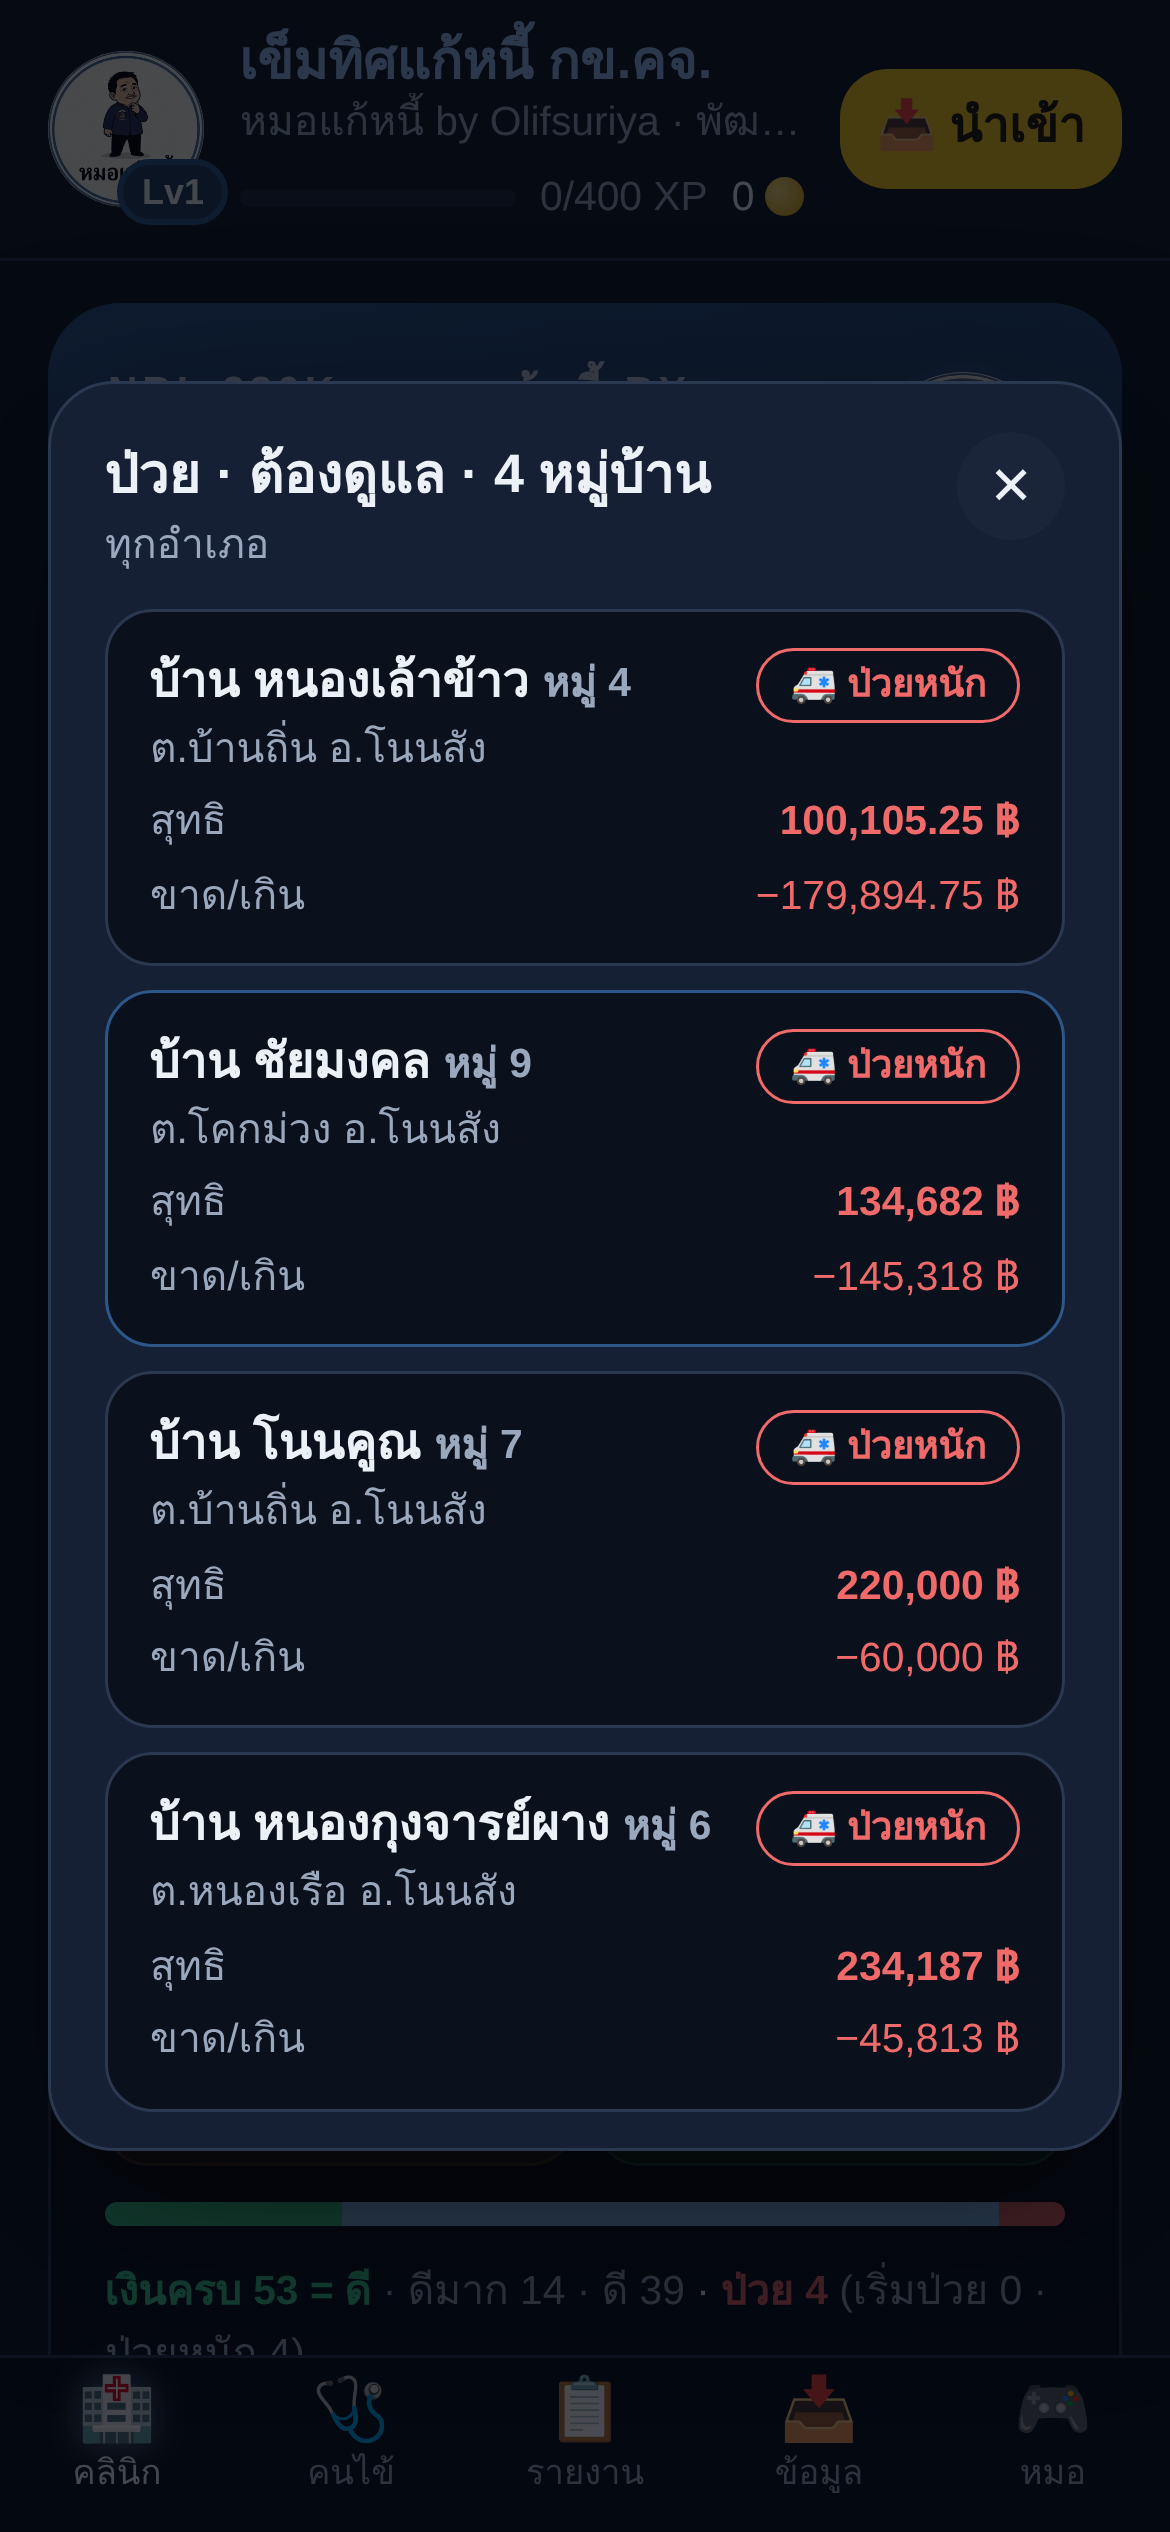 เข็มทิศแก้หนี้ กข.คจ.
หมอแก้หนี้ by Olifsuriya · พัฒ...
นำเข้า
Lv1
0/400 XP 0
ป่วย · ต้องดูแล · 4 หมู่บ้าน
ทุกอำเภอ
บ้าน หนองเล้าข้าว หมู่ 4
ป่วยหนัก
ต.บ้านถิ่น อ.โนนสัง
สุทธิ 100,105.25 ฿
ขาด/เกิน −179,894.75 ฿
บ้าน ชัยมงคล หมู่ 9
ป่วยหนัก
ต.โคกม่วง อ.โนนสัง
สุทธิ 134,682 ฿
ขาด/เกิน −145,318 ฿
บ้าน โนนคูณ หมู่ 7
ป่วยหนัก
ต.บ้านถิ่น อ.โนนสัง
สุทธิ 220,000 ฿
ขาด/เกิน −60,000 ฿
บ้าน หนองกุงจารย์ผาง หมู่ 6
ป่วยหนัก
ต.หนองเรือ อ.โนนสัง
สุทธิ 234,187 ฿
ขาด/เกิน −45,813 ฿
เงินครบ 53 = ดี · ดีมาก 14 · ดี 39 · ป่วย 4 (เริ่มป่วย 0 ·
ป่วยหนัก 4)
คลินิก
คนไข้
รายงาน
ข้อมูล
หมอ